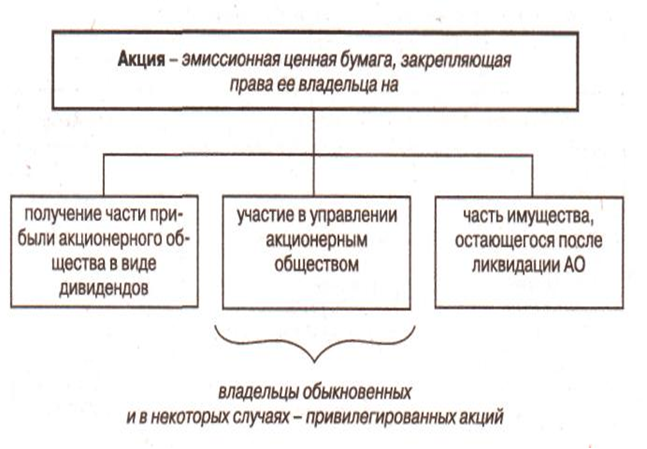 Акция – эмиссионная ценная бумага, закрепляющая
права ее владельца на
получение части при-
были акционерного об-
щества в виде
дивидендов
участие в управлении
акционерным
обществом
часть имущества,
остающегося после
ликвидации АО
владельцы обыкновенных
и в некоторых случаях – привилегированных акций